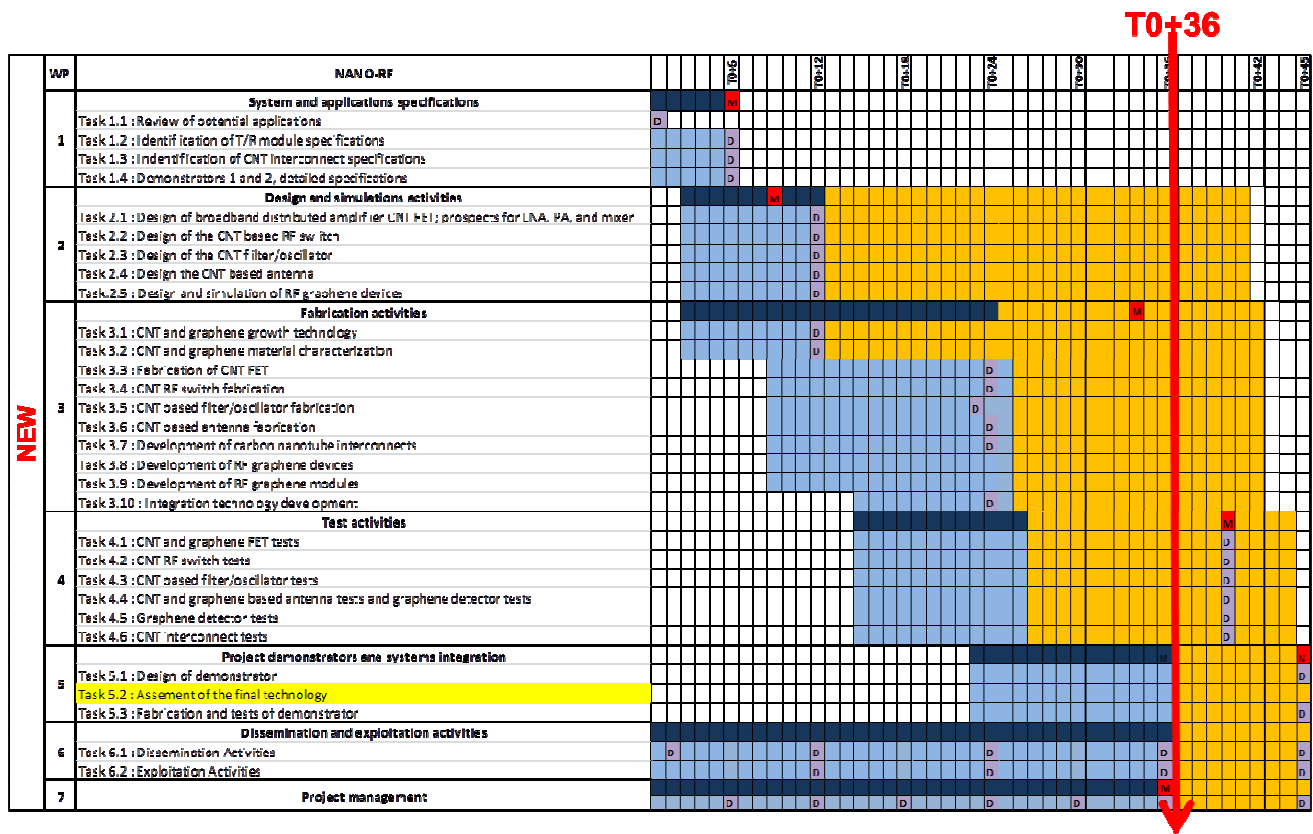 T0+36
WP NANO-RF T0+6 T0+12 T0+18 T0+24 T0+30 T0+36 T0+42 T0+45
NEW
1
System and applications specifications M
Task 1.1 : Review of potential applications D
Task 1.2 : Identification of T/R module specifications D
Task 1.3 : Indentification of CNT interconnect specifications D
Task 1.4 : Demonstrators 1 and 2, detailed specifications D
2
Design and simulations activities M
Task 2.1 : Design of broadband distributed amplifier CNT FET; prospects for LNA, PA, and mixer D
Task 2.2 : Design of the CNT based RF switch D
Task 2.3 : Design of the CNT filter/oscillator D
Task 2.4 : Design the CNT based antenna D
Task.2.5 : Design and simulation of RF graphene devices D
3
Fabrication activities M
Task 3.1 : CNT and graphene growth technology D
Task 3.2 : CNT and graphene material characterization D
Task 3.3 : Fabrication of CNT FET D
Task 3.4 : CNT RF switch fabrication D
Task 3.5 : CNT based filter/oscillator fabrication D
Task 3.6 : CNT based antenna fabrication D
Task 3.7 : Development of carbon nanotube interconnects D
Task 3.8 : Development of RF graphene devices
Task 3.9 : Development of RF graphene modules
Task 3.10 : Integration technology development D
4
Test activities M
Task 4.1 : CNT and graphene FET tests D
Task 4.2 : CNT RF switch tests D
Task 4.3 : CNT based filter/oscillator tests D
Task 4.4 : CNT and graphene based antenna tests and graphene detector tests D
Task 4.5 : Graphene detector tests D
Task 4.6 : CNT interconnect tests D
5
Project demonstrators and systems integration M M
Task 5.1 : Design of demonstrator D
Task 5.2 : Assement of the final technology
Task 5.3 : Fabrication and tests of demonstrator D
6
Dissemination and exploitation activities
Task 6.1 : Dissemination Activities D D D D D
Task 6.2 : Exploitation Activities D D D D
7
Project management M
D D D D D D